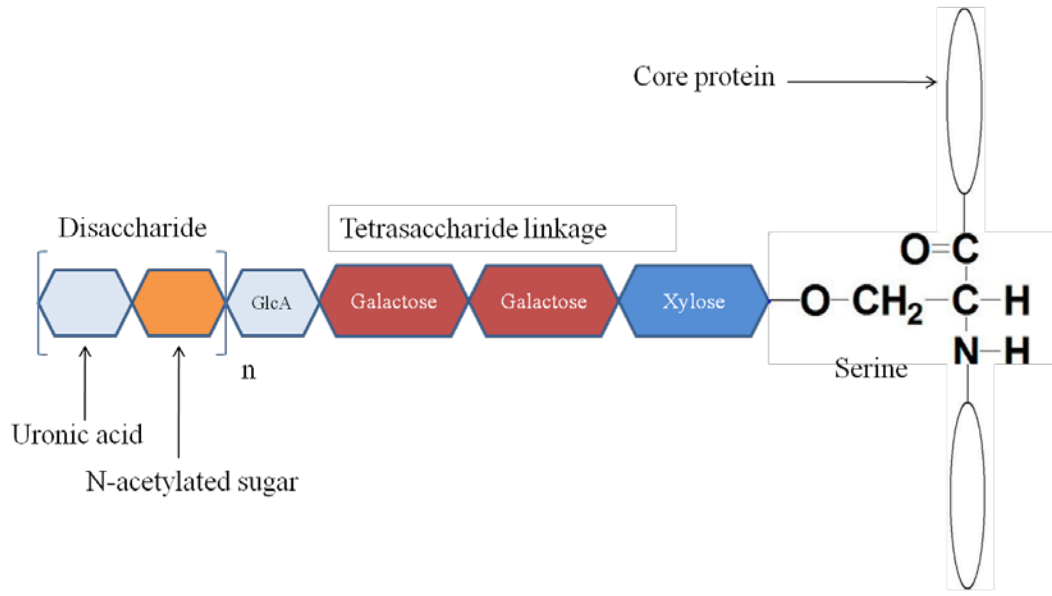 Core protein
Disaccharide
Tetrasaccharide linkage
O=C
GlcA
Galactose
Galactose
Xylose
O-CH₂-C-H
n
N-H
Serine
Uronic acid
N-acetylated sugar